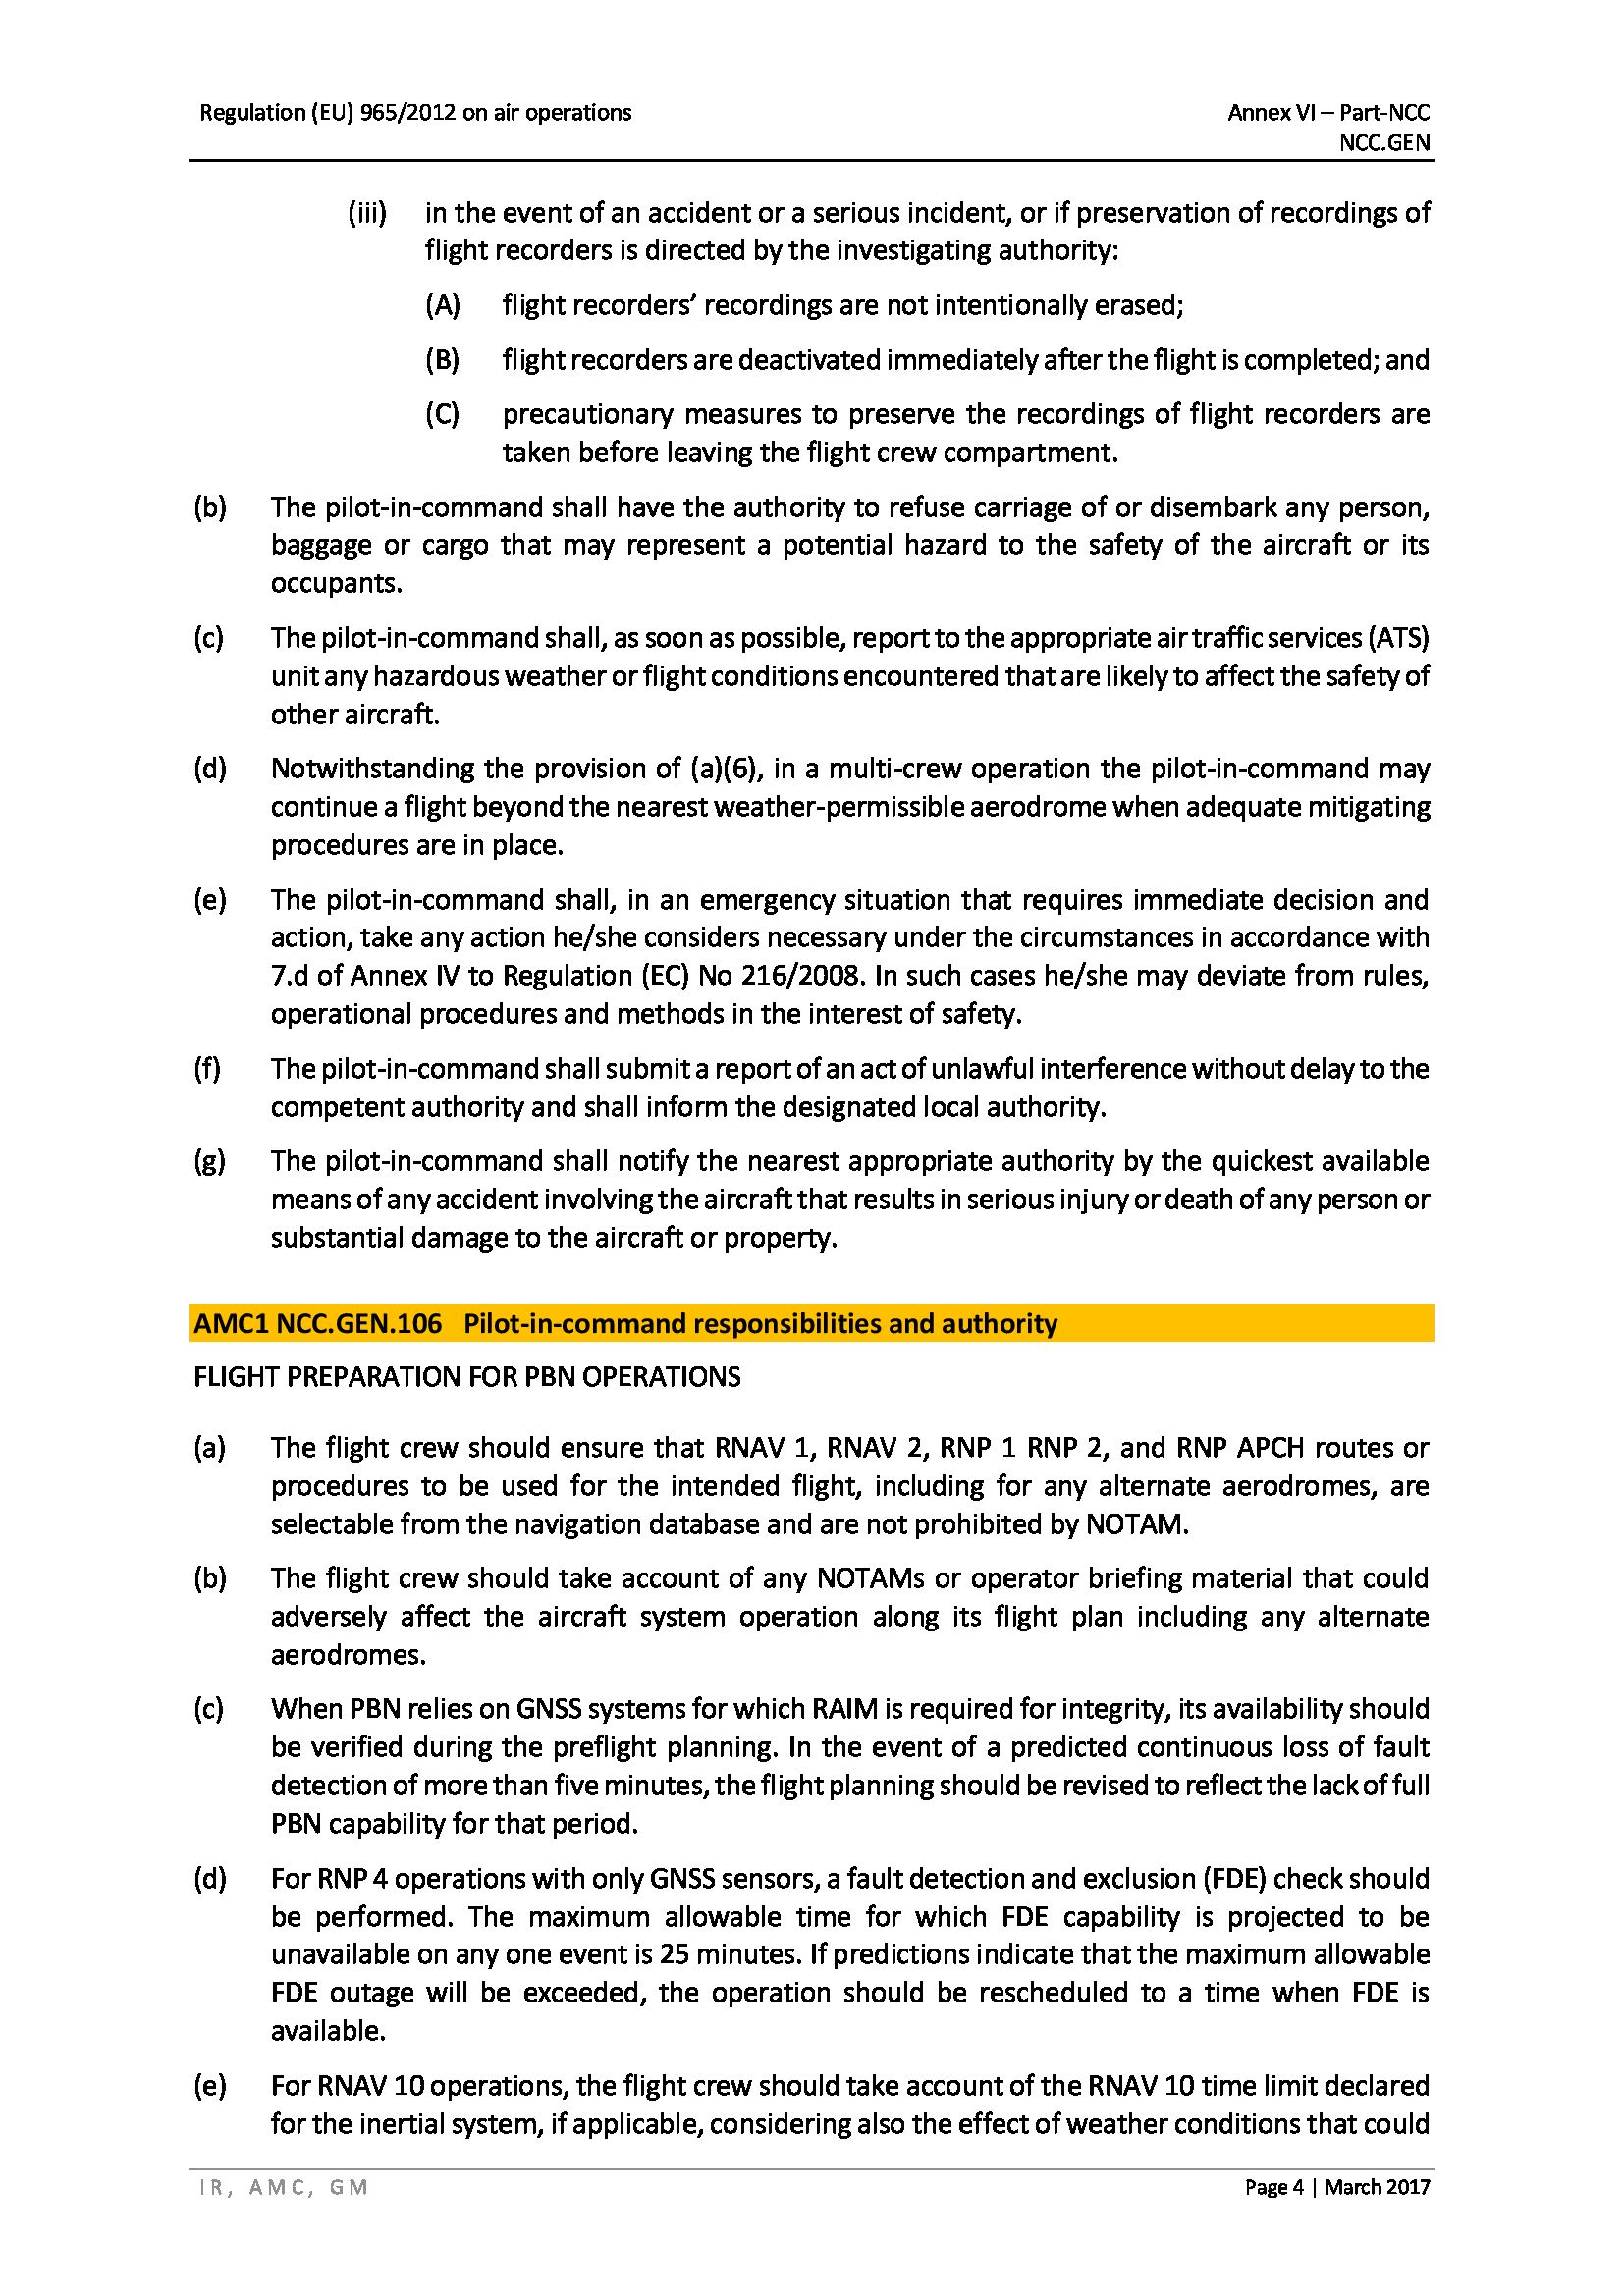 Regulation (EU) 965/2012 on air operations
Annex VI – Part-NCC
NCC.GEN
(iii) in the event of an accident or a serious incident, or if preservation of recordings of
flight recorders is directed by the investigating authority:
(A) flight recorders’ recordings are not intentionally erased;
(B) flight recorders are deactivated immediately after the flight is completed; and
(C) precautionary measures to preserve the recordings of flight recorders are
taken before leaving the flight crew compartment.
(b) The pilot-in-command shall have the authority to refuse carriage of or disembark any person,
baggage or cargo that may represent a potential hazard to the safety of the aircraft or its
occupants.
(c) The pilot-in-command shall, as soon as possible, report to the appropriate air traffic services (ATS)
unit any hazardous weather or flight conditions encountered that are likely to affect the safety of
other aircraft.
(d) Notwithstanding the provision of (a)(6), in a multi-crew operation the pilot-in-command may
continue a flight beyond the nearest weather-permissible aerodrome when adequate mitigating
procedures are in place.
(e) The pilot-in-command shall, in an emergency situation that requires immediate decision and
action, take any action he/she considers necessary under the circumstances in accordance with
7.d of Annex IV to Regulation (EC) No 216/2008. In such cases he/she may deviate from rules,
operational procedures and methods in the interest of safety.
(f) The pilot-in-command shall submit a report of an act of unlawful interference without delay to the
competent authority and shall inform the designated local authority.
(g) The pilot-in-command shall notify the nearest appropriate authority by the quickest available
means of any accident involving the aircraft that results in serious injury or death of any person or
substantial damage to the aircraft or property.
AMC1 NCC.GEN.106 Pilot-in-command responsibilities and authority
FLIGHT PREPARATION FOR PBN OPERATIONS
(a) The flight crew should ensure that RNAV 1, RNAV 2, RNP 1 RNP 2, and RNP APCH routes or
procedures to be used for the intended flight, including for any alternate aerodromes, are
selectable from the navigation database and are not prohibited by NOTAM.
(b) The flight crew should take account of any NOTAMs or operator briefing material that could
adversely affect the aircraft system operation along its flight plan including any alternate
aerodromes.
(c) When PBN relies on GNSS systems for which RAIM is required for integrity, its availability should
be verified during the preflight planning. In the event of a predicted continuous loss of fault
detection of more than five minutes, the flight planning should be revised to reflect the lack of full
PBN capability for that period.
(d) For RNP 4 operations with only GNSS sensors, a fault detection and exclusion (FDE) check should
be performed. The maximum allowable time for which FDE capability is projected to be
unavailable on any one event is 25 minutes. If predictions indicate that the maximum allowable
FDE outage will be exceeded, the operation should be rescheduled to a time when FDE is
available.
(e) For RNAV 10 operations, the flight crew should take account of the RNAV 10 time limit declared
for the inertial system, if applicable, considering also the effect of weather conditions that could
IR, AMC, GM
Page 4 | March 2017